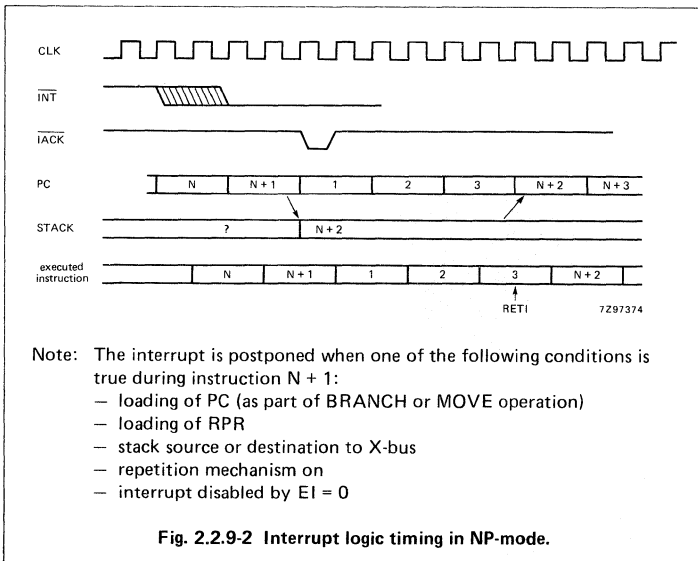 CLK
INT
IACK
PC N N + 1 1 2 3 N + 2 N + 3
STACK ? N + 2
executed
instruction N N + 1 1 2 3 N + 2
RETI 7Z97374
Note: The interrupt is postponed when one of the following conditions is
true during instruction N + 1:
— loading of PC (as part of BRANCH or MOVE operation)
— loading of RPR
— stack source or destination to X-bus
— repetition mechanism on
— interrupt disabled by EI = 0
Fig. 2.2.9-2 Interrupt logic timing in NP-mode.